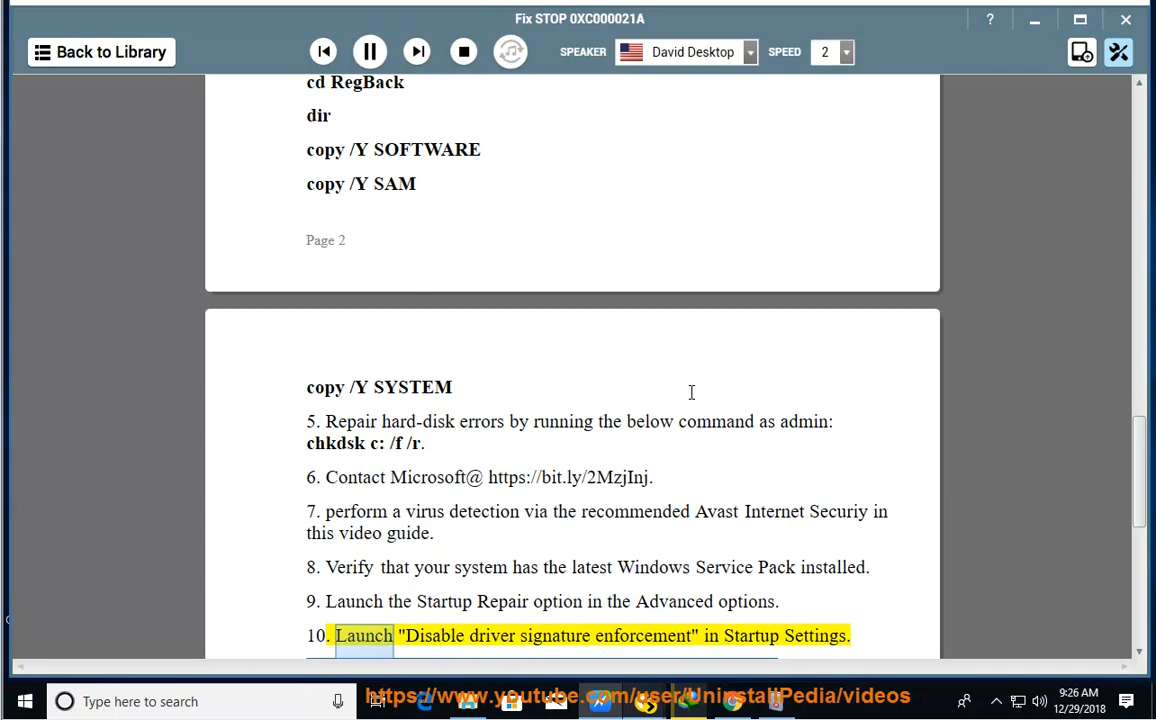 Fix STOP 0XC000021A
?
Back to Library
SPEAKER
David Desktop
SPEED
2
cd RegBack
dir
copy /Y SOFTWARE
copy /Y SAM
Page 2
copy /Y SYSTEM
5. Repair hard-disk errors by running the below command as admin:
chkdsk c: /f /r.
6. Contact Microsoft@ https://bit.ly/2MzjInj.
7. perform a virus detection via the recommended Avast Internet Securiy in
this video guide.
8. Verify that your system has the latest Windows Service Pack installed.
9. Launch the Startup Repair option in the Advanced options.
10. Launch "Disable driver signature enforcement" in Startup Settings.
Type here to search
https://www.youtube.com/user/UninstallPedia/videos
9:26 AM
12/29/2018